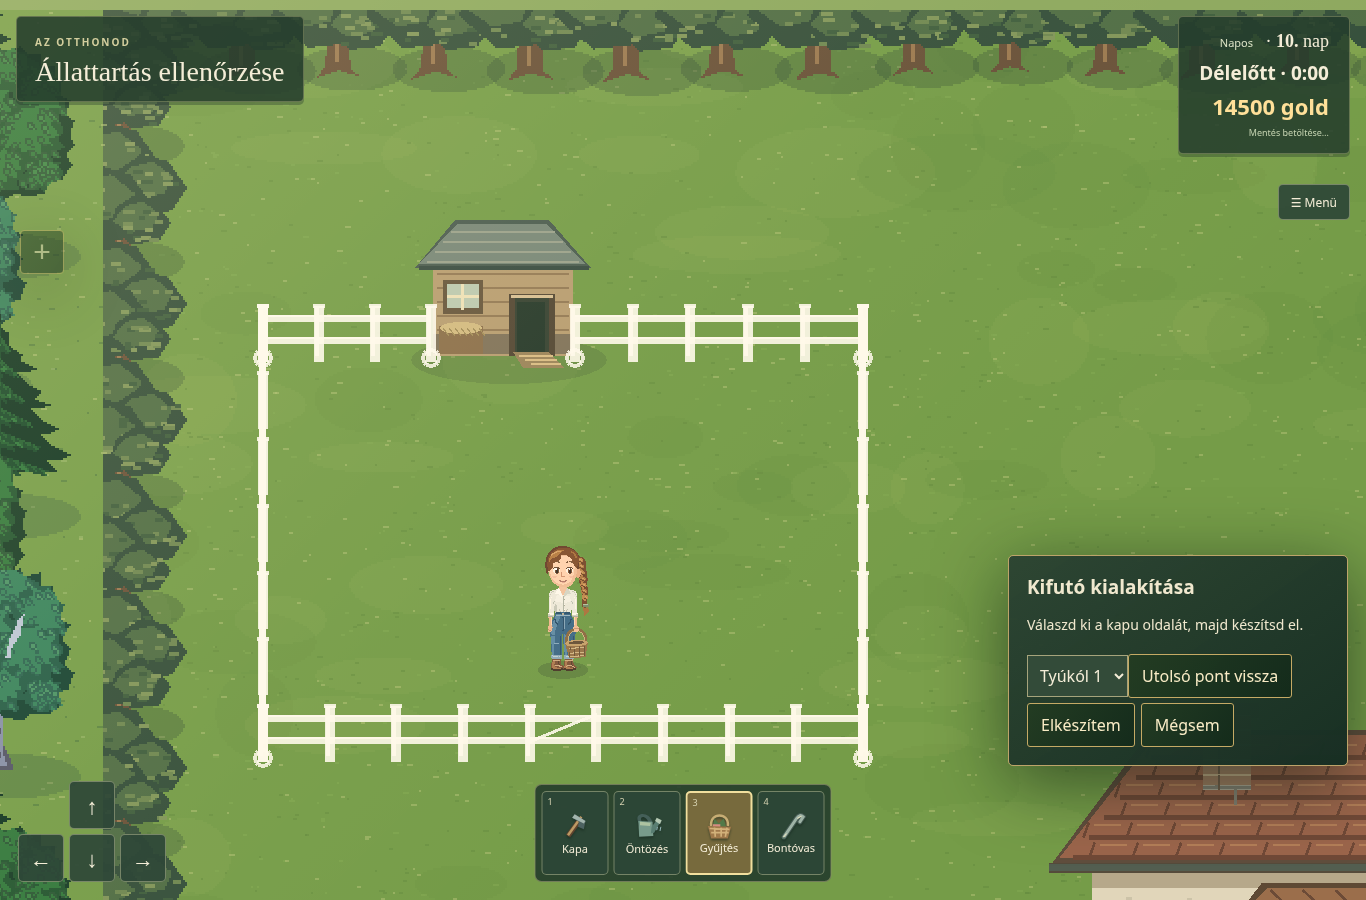 AZ OTTHONOD
Állattartás ellenőrzése
Napos · 10. nap
Délelőtt · 0:00
14500 gold
Mentés betöltése...
☰ Menü
+
Kifutó kialakítása
Válaszd ki a kapu oldalát, majd készítsd el.
Tyúkól 1
Utolsó pont vissza
Elkészítem
Mégsem
↑
← ↓ →
1 2 3 4
Kapa Öntözés Gyűjtés Bontóvas